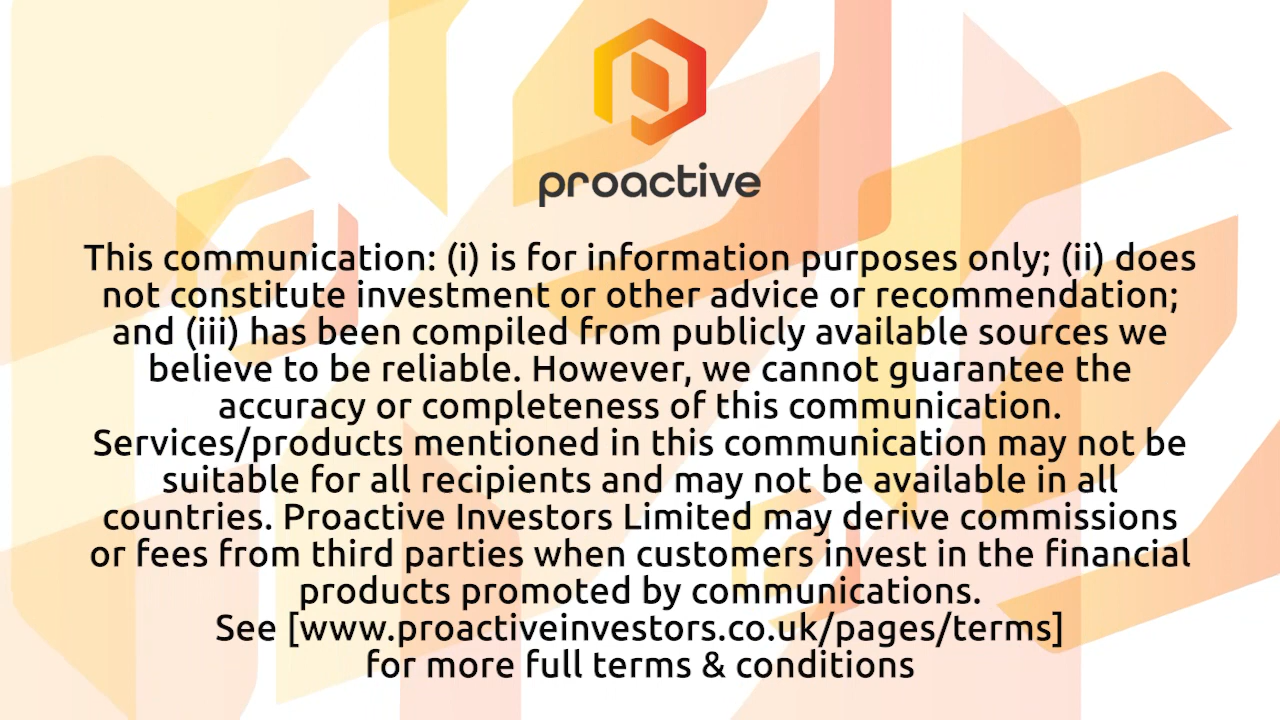 proactive
This communication: (i) is for information purposes only; (ii) does
not constitute investment or other advice or recommendation;
and (iii) has been compiled from publicly available sources we
believe to be reliable. However, we cannot guarantee the
accuracy or completeness of this communication.
Services/products mentioned in this communication may not be
suitable for all recipients and may not be available in all
countries. Proactive Investors Limited may derive commissions
or fees from third parties when customers invest in the financial
products promoted by communications.
See [www.proactiveinvestors.co.uk/pages/terms]
for more full terms & conditions